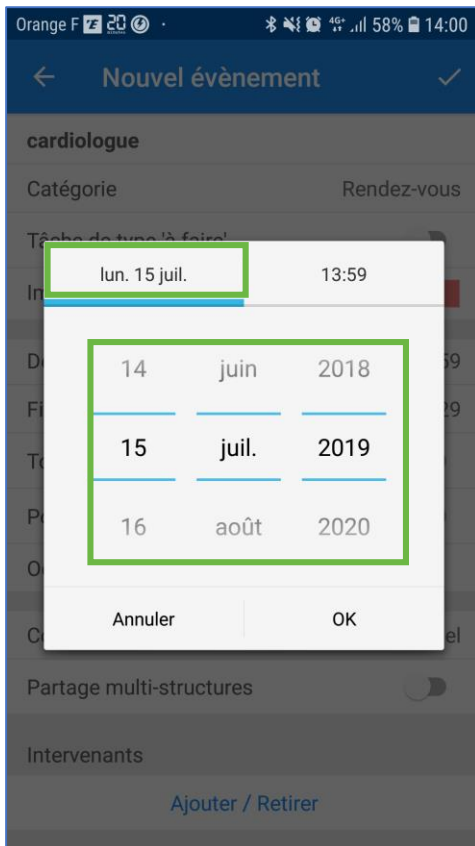 Orange F 20 58% 14:00
Nouvel évènement
cardiologue
Catégorie Rendez-vous
Tâche de type 'à faire'
lun. 15 juil. 13:59
14 juin 2018
15 juil. 2019
16 août 2020
Annuler OK
Partage multi-structures
Intervenants
Ajouter / Retirer